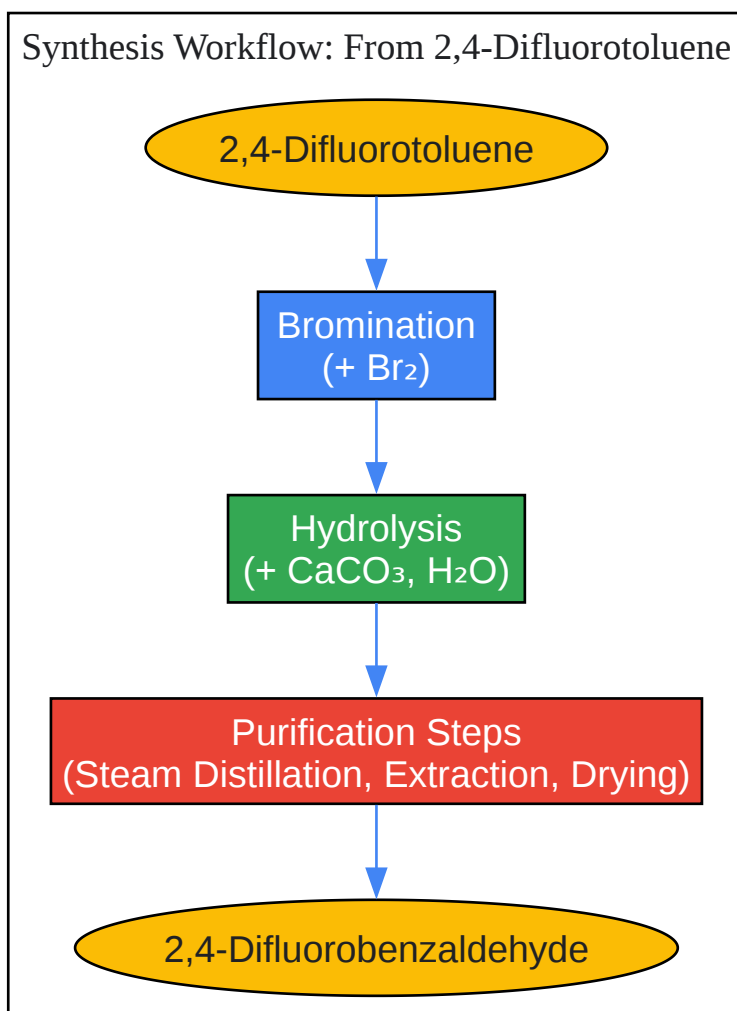 Synthesis Workflow: From 2,4-Difluorotoluene
2,4-Difluorotoluene
Bromination
(+ Br₂)
Hydrolysis
(+ CaCO₃, H₂O)
Purification Steps
(Steam Distillation, Extraction, Drying)
2,4-Difluorobenzaldehyde